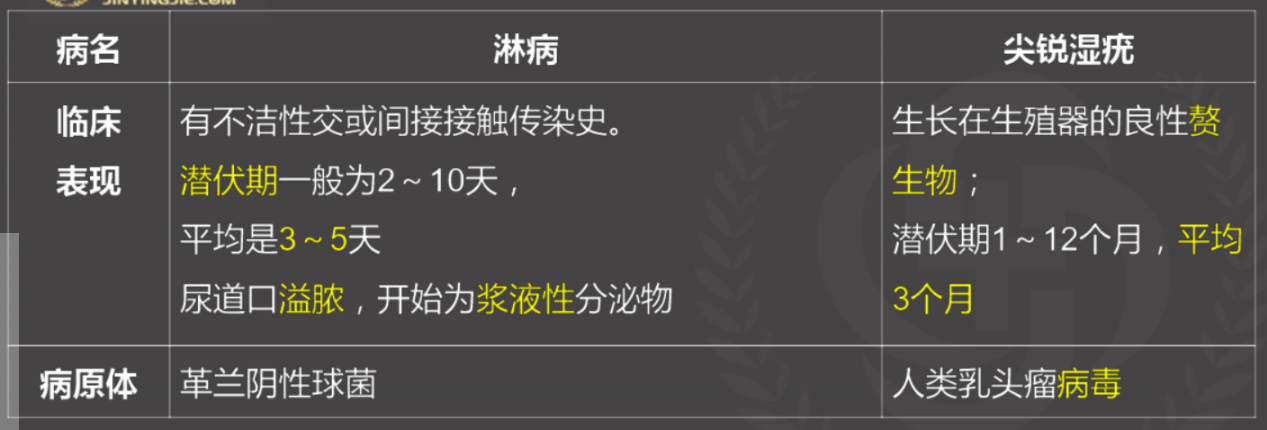 JINYINGJIE.COM
病名 淋病 尖锐湿疣
临床表现
有不洁性交或间接接触传染史。
潜伏期一般为2～10天，
平均是3～5天
尿道口溢脓，开始为浆液性分泌物
生长在生殖器的良性赘
生物；
潜伏期1～12个月，平均
3个月
病原体 革兰阴性球菌 人类乳头瘤病毒